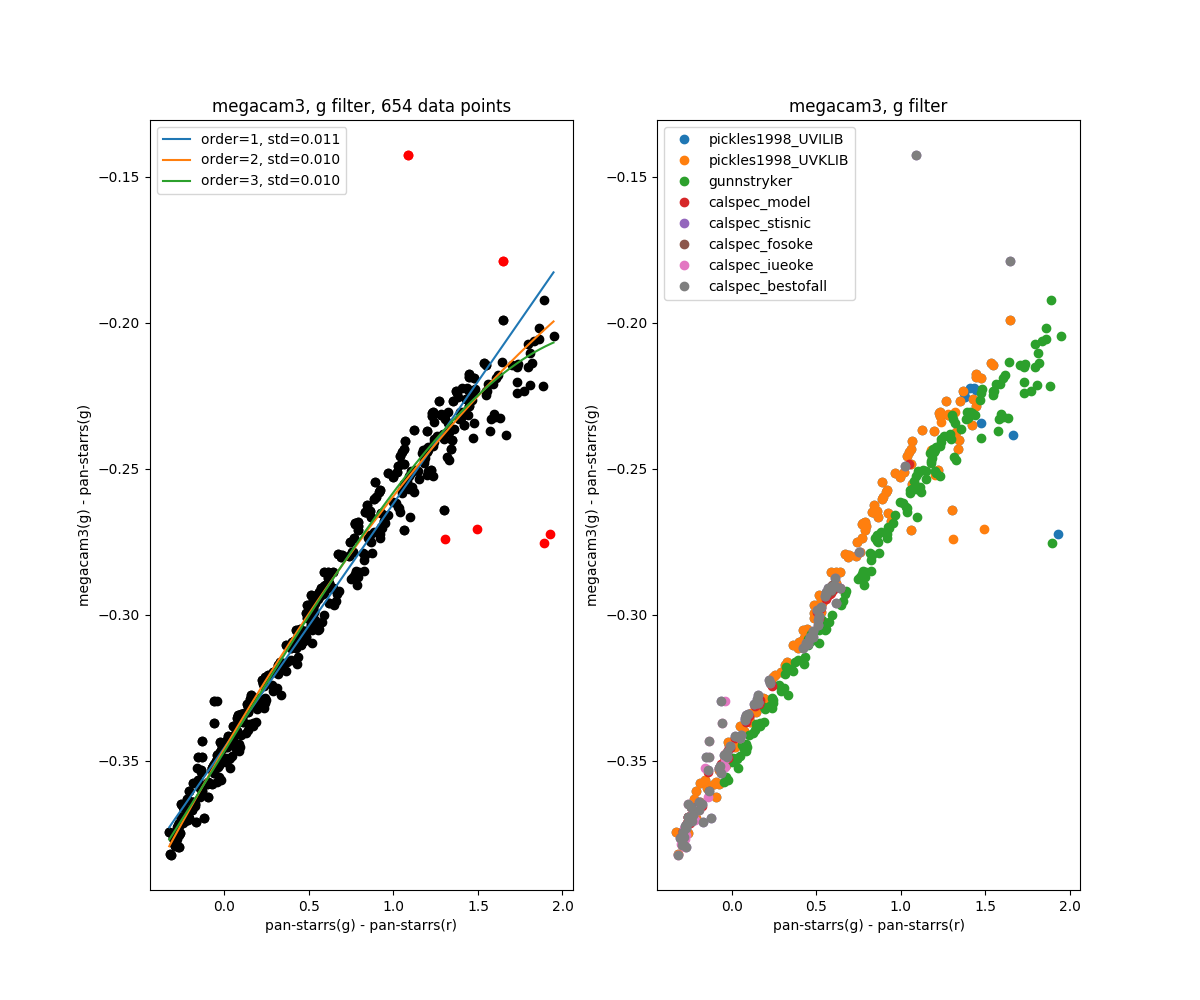 megacam3, g filter, 654 data points
order=1, std=0.011
order=2, std=0.010
order=3, std=0.010
−0.15
−0.20
−0.25
−0.30
−0.35
megacam3(g) - pan-starrs(g)
0.0 0.5 1.0 1.5 2.0
pan-starrs(g) - pan-starrs(r)
megacam3, g filter
pickles1998_UVILIB
pickles1998_UVKLIB
gunnstryker
calspec_model
calspec_stisnic
calspec_fosoke
calspec_iueoke
calspec_bestofall
−0.15
−0.20
−0.25
−0.30
−0.35
megacam3(g) - pan-starrs(g)
0.0 0.5 1.0 1.5 2.0
pan-starrs(g) - pan-starrs(r)